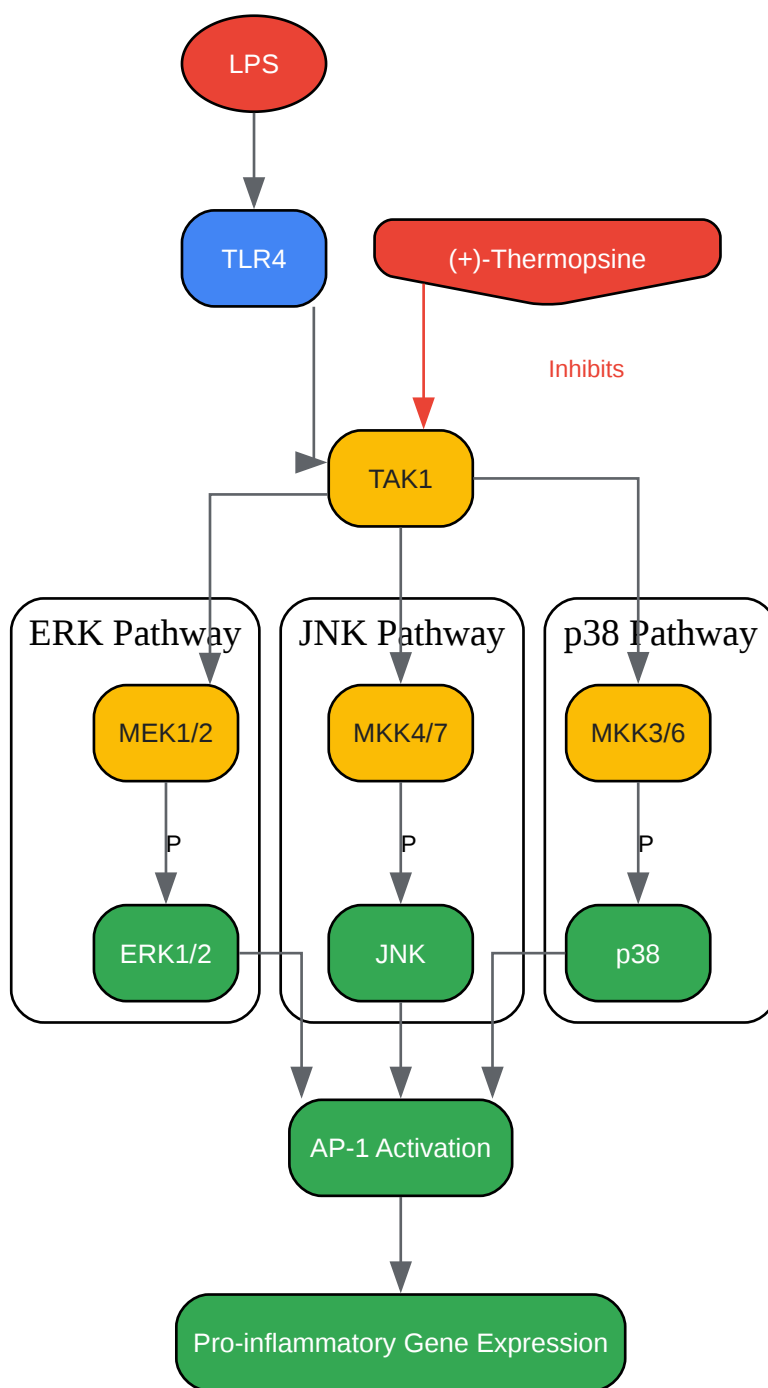 LPS
TLR4
(+)-Thermopsine
Inhibits
TAK1
ERK Pathway
JNK Pathway
p38 Pathway
MEK1/2
MKK4/7
MKK3/6
P
P
P
ERK1/2
JNK
p38
AP-1 Activation
Pro-inflammatory Gene Expression